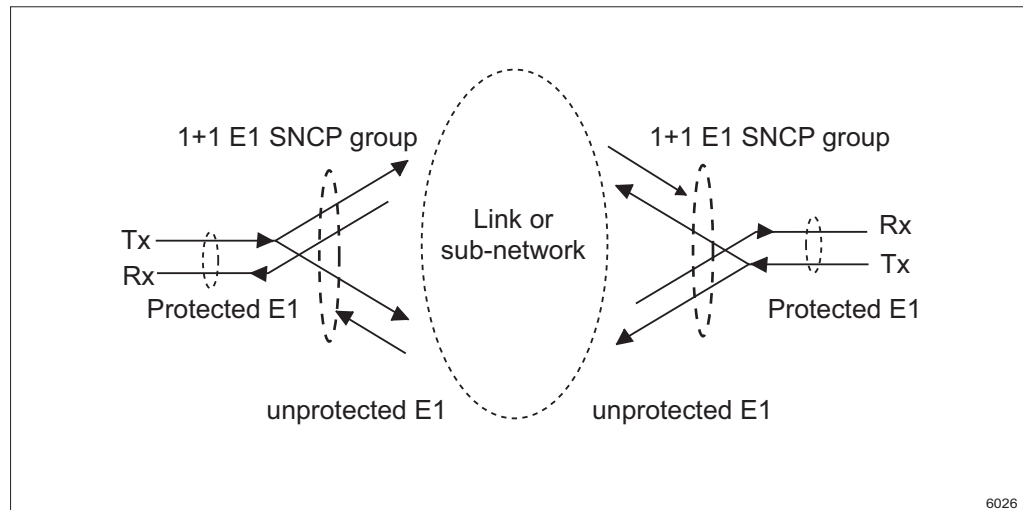 1+1 E1 SNCP group
1+1 E1 SNCP group
Link or
sub-network
Tx
Rx
Protected E1
Rx
Tx
Protected E1
unprotected E1
unprotected E1
6026